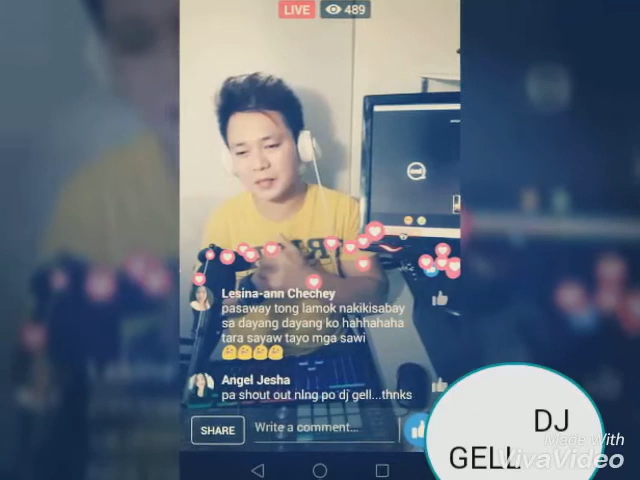 LIVE 489
Lesina-ann Chechey
pasaway tong lamok nakikisabay
sa dayang dayang ko hahhahaha
tara sayaw tayo mga sawi
Angel Jesha
pa shout out nlng po dj gell...thnks
SHARE
Write a comment...
DJ
GELL
Made With
VivaVideo